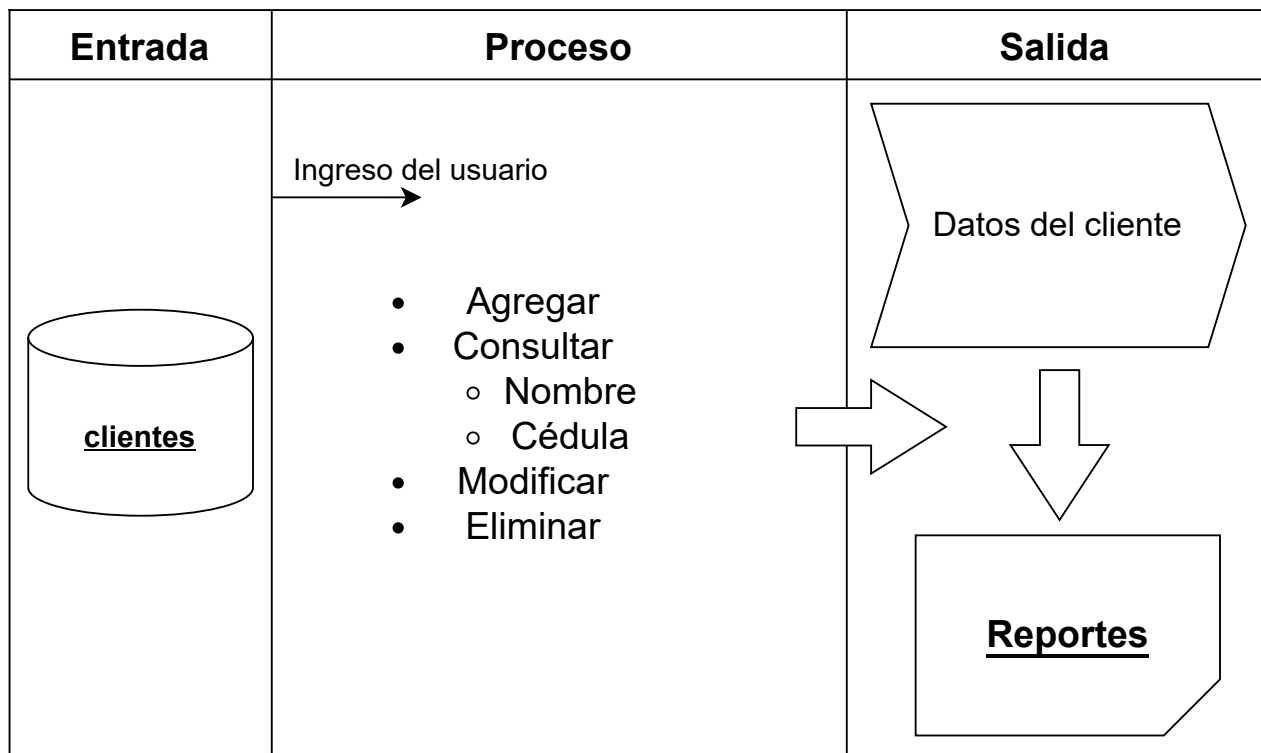 Entrada
Proceso
Salida
Ingreso del usuario
Agregar
Consultar
Nombre
Cédula
Modificar
Eliminar
clientes
Datos del cliente
Reportes